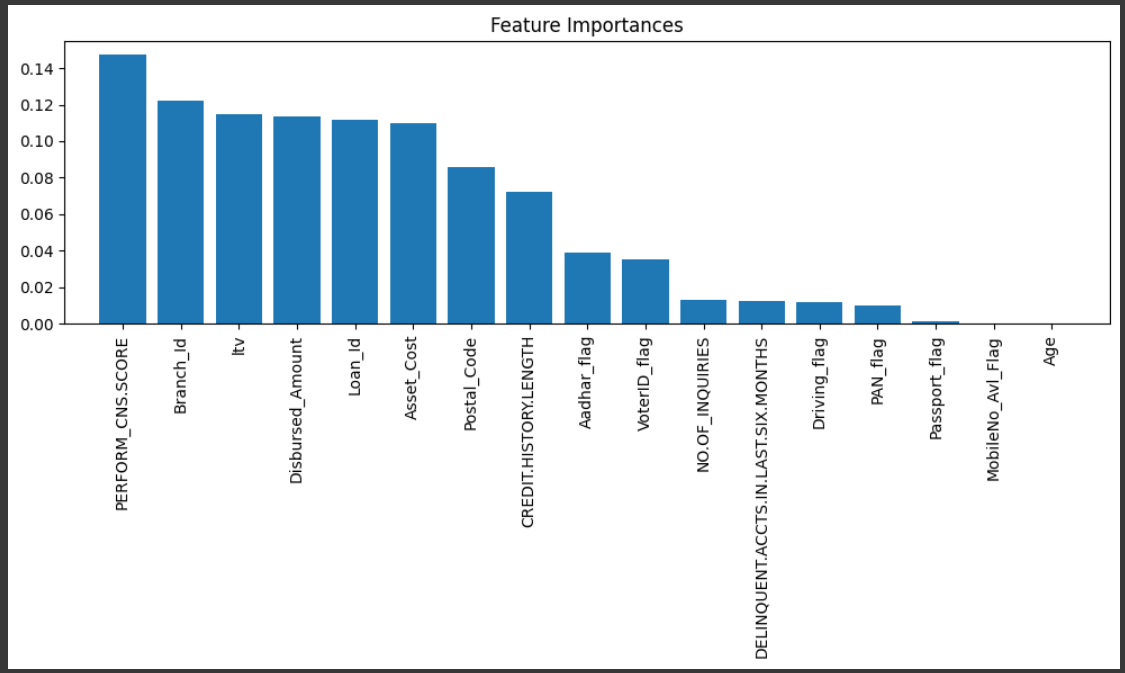 Feature Importances
0.14
0.12
0.10
0.08
0.06
0.04
0.02
0.00
PERFORM_CNS.SCORE
Branch_Id
ltv
Disbursed_Amount
Loan_Id
Asset_Cost
Postal_Code
CREDIT.HISTORY.LENGTH
Aadhar_flag
VoterID_flag
NO.OF_INQUIRIES
DELINQUENT.ACCTS.IN.LAST.SIX.MONTHS
Driving_flag
PAN_flag
Passport_flag
MobileNo_Avl_Flag
Age